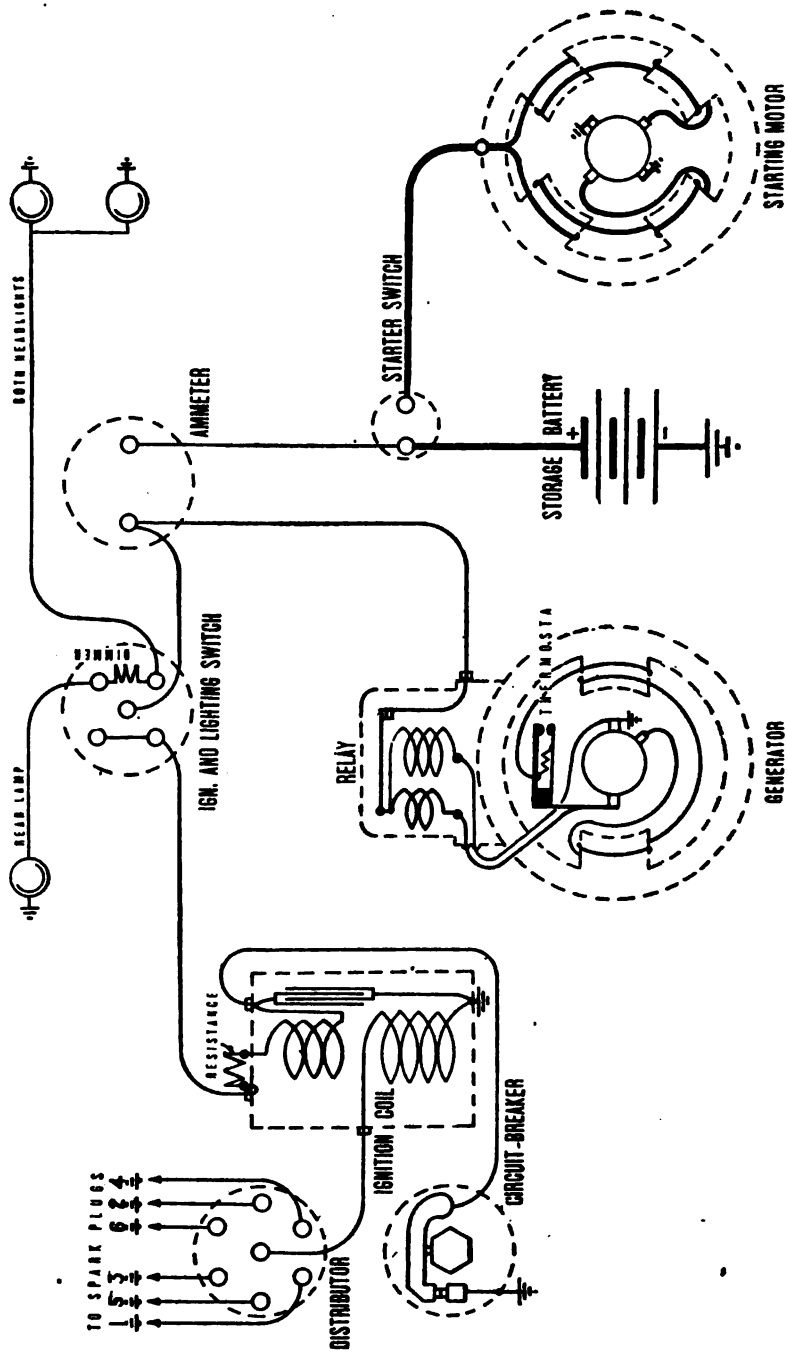 REAR LAMP
BOTH HEADLIGHTS
DIMMER
TO SPARK PLUGS
1 5 3 6 2 4
RESISTANCE
IGN. AND LIGHTING SWITCH
AMMETER
DISTRIBUTOR
IGNITION COIL
RELAY
STARTER SWITCH
CIRCUIT-BREAKER
THERMOSTA
STORAGE BATTERY
+
-
GENERATOR
STARTING MOTOR